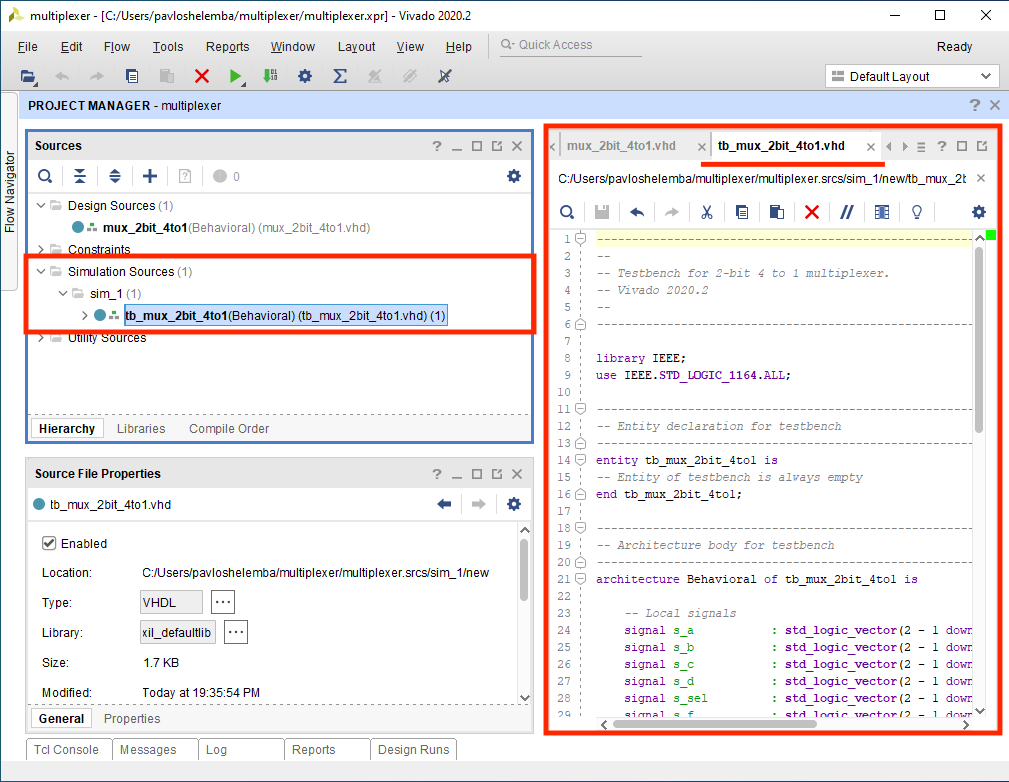 multiplexer - [C:/Users/pavloshelemba/multiplexer/multiplexer.xpr] - Vivado 2020.2
File Edit Flow Tools Reports Window Layout View Help Quick Access Ready
Default Layout
Flow Navigator
PROJECT MANAGER - multiplexer
Sources
0
Design Sources (1)
mux_2bit_4to1(Behavioral) (mux_2bit_4to1.vhd)
Constraints
Simulation Sources (1)
sim_1 (1)
tb_mux_2bit_4to1(Behavioral) (tb_mux_2bit_4to1.vhd) (1)
Utility Sources
Hierarchy Libraries Compile Order
Source File Properties
tb_mux_2bit_4to1.vhd
Enabled
Location: C:/Users/pavloshelemba/multiplexer/multiplexer.srcs/sim_1/new
Type: VHDL ...
Library: xil_defaultlib ...
Size: 1.7 KB
Modified: Today at 19:35:54 PM
General Properties
mux_2bit_4to1.vhd tb_mux_2bit_4to1.vhd
C:/Users/pavloshelemba/multiplexer/multiplexer.srcs/sim_1/new/tb_mux_2b
1 ------------------------------------------------------
2 --
3 -- Testbench for 2-bit 4 to 1 multiplexer.
4 -- Vivado 2020.2
5 --
6 ------------------------------------------------------
7
8 library IEEE;
9 use IEEE.STD_LOGIC_1164.ALL;
10
11 ------------------------------------------------------
12 -- Entity declaration for testbench
13 ------------------------------------------------------
14 entity tb_mux_2bit_4to1 is
15 -- Entity of testbench is always empty
16 end tb_mux_2bit_4to1;
17
18 ------------------------------------------------------
19 -- Architecture body for testbench
20 ------------------------------------------------------
21 architecture Behavioral of tb_mux_2bit_4to1 is
22
23 -- Local signals
24 signal s_a : std_logic_vector(2 - 1 down
25 signal s_b : std_logic_vector(2 - 1 down
26 signal s_c : std_logic_vector(2 - 1 down
27 signal s_d : std_logic_vector(2 - 1 down
28 signal s_sel : std_logic_vector(2 - 1 down
29 signal s_f : std_logic_vector(2 - 1 down
Tcl Console Messages Log Reports Design Runs